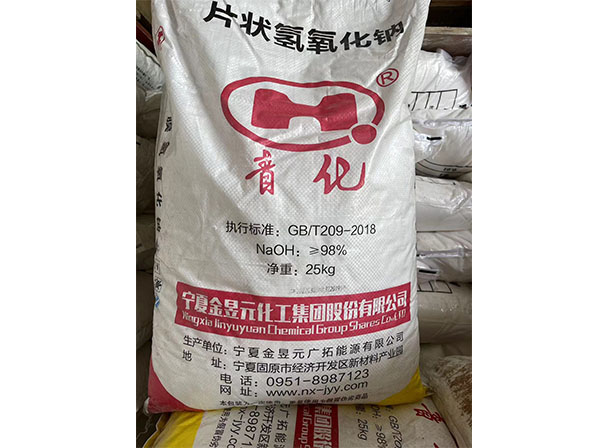 片状氢氧化钠
®
青化
执行标准：GB/T209-2018
NaOH：≥98%
净重：25kg
宁夏金昱元化工集团股份有限公司
Ningxia Jinyuyuan Chemical Group Shares Co.,LTD
生产单位：宁夏金昱元广拓能源有限公司
地 址：宁夏固原市经济开发区新材料产业园
电话：0951-8987123
网址：www.nx-jyy.com